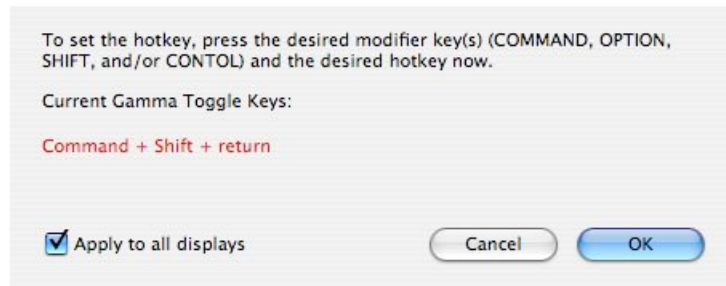 To set the hotkey, press the desired modifier key(s) (COMMAND, OPTION,
SHIFT, and/or CONTOL) and the desired hotkey now.
Current Gamma Toggle Keys:
Command + Shift + return
Apply to all displays
Cancel
OK